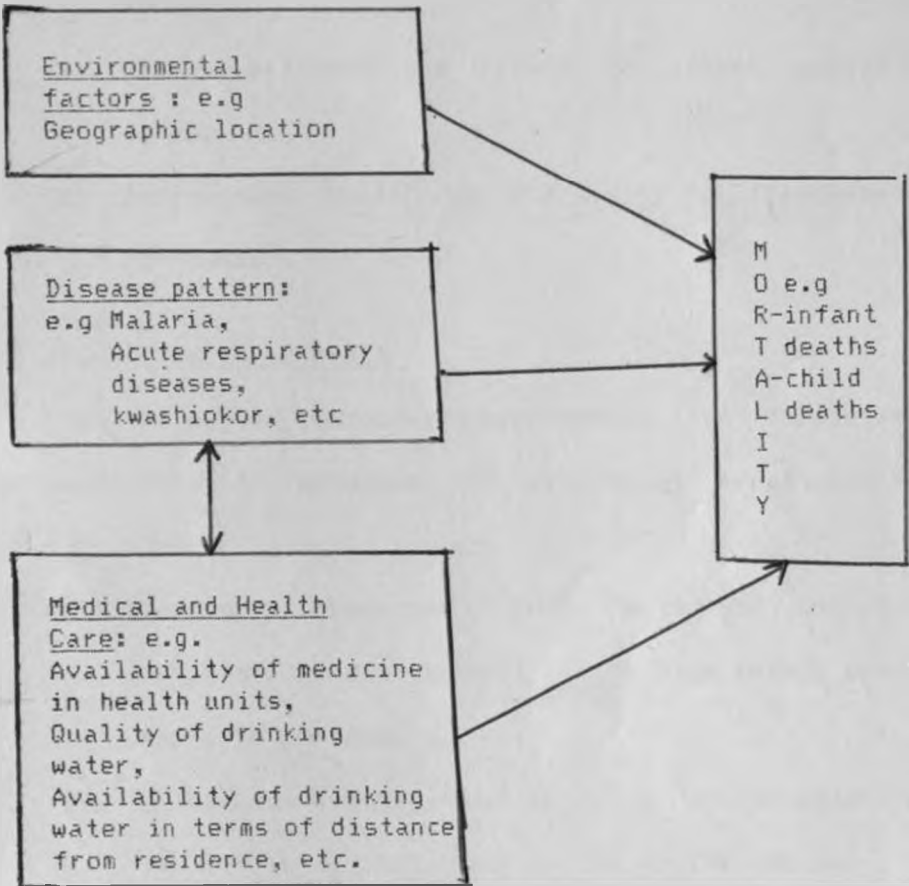 Environmental
factors : e.g
Geographic location
Disease pattern:
e.g Malaria,
Acute respiratory
diseases,
kwashiokor, etc
Medical and Health
Care: e.g.
Availability of medicine
in health units,
Quality of drinking
water,
Availability of drinking
water in terms of distance
from residence, etc.
M
O e.g
R-infant
T deaths
A-child
L deaths
I
T
Y